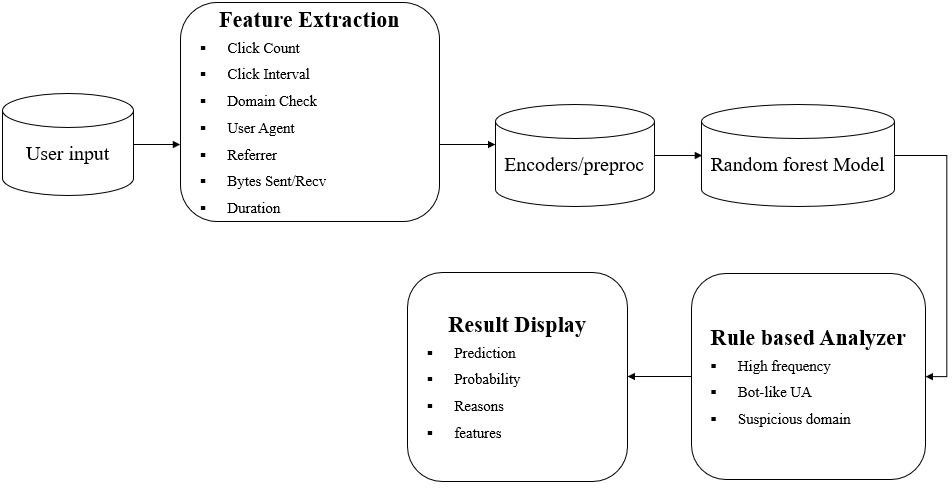 User input
Feature Extraction
▪ Click Count
▪ Click Interval
▪ Domain Check
▪ User Agent
▪ Referrer
▪ Bytes Sent/Recv
▪ Duration
Encoders/preproc
Random forest Model
Rule based Analyzer
▪ High frequency
▪ Bot-like UA
▪ Suspicious domain
Result Display
▪ Prediction
▪ Probability
▪ Reasons
▪ features